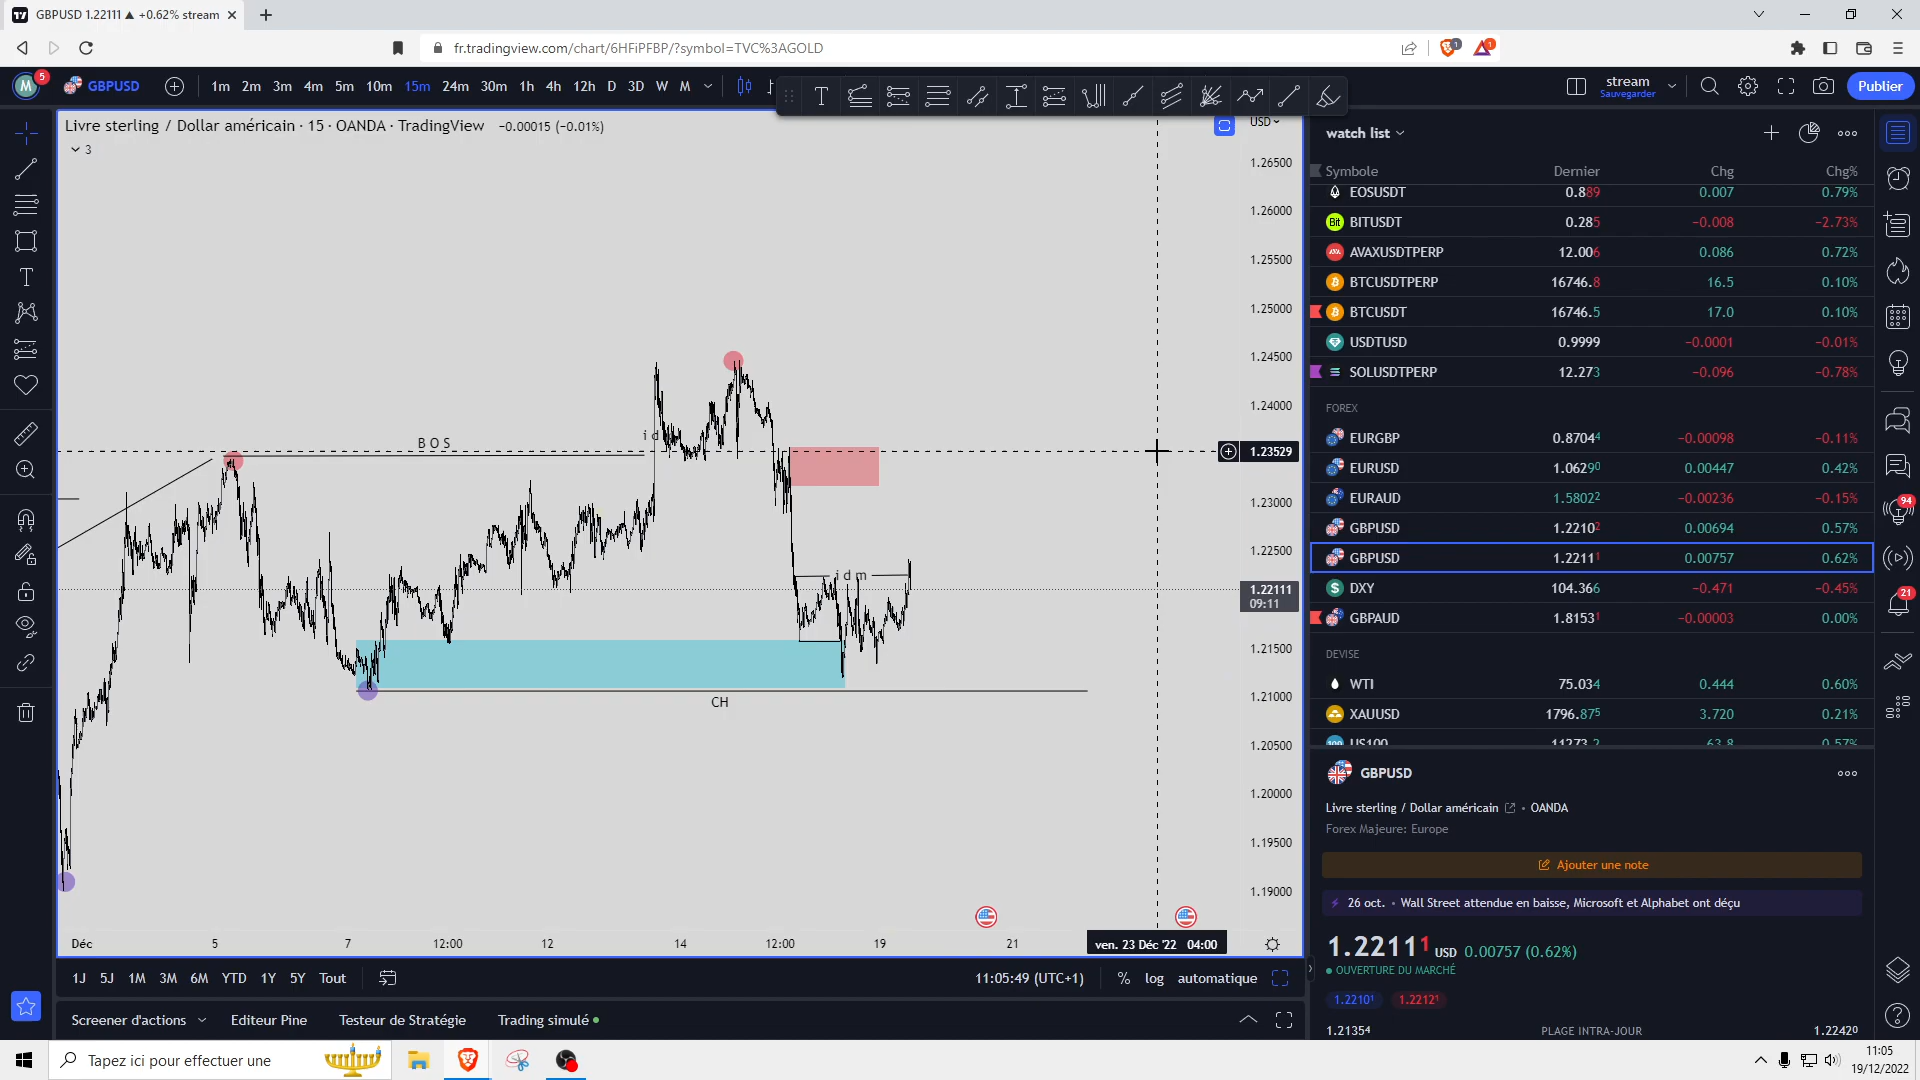 GBPUSD 1.22111 ▲ +0.62% stream
fr.tradingview.com/chart/6HFiPFBP/?symbol=TVC%3AGOLD
1
1
M
5
GBPUSD
1m 2m 3m 4m 5m 10m 15m 24m 30m 1h 4h 12h D 3D W M
stream
Sauvegarder
Publier
Livre sterling / Dollar américain · 15 · OANDA · TradingView −0.00015 (−0.01%)
3
USD
1.26500
1.26000
1.25500
1.25000
1.24500
1.24000
1.23529
1.23000
1.22500
1.22111
09:11
1.21500
1.21000
1.20500
1.20000
1.19500
1.19000
BOS
idm
CH
Déc 5 7 12:00 12 14 12:00 19 21
ven. 23 Déc '22 04:00
1J 5J 1M 3M 6M YTD 1Y 5Y Tout
11:05:49 (UTC+1) % log automatique
Screener d'actions Editeur Pine Testeur de Stratégie Trading simulé
watch list
Symbole Dernier Chg Chg%
EOSUSDT 0.889 0.007 0.79%
BITUSDT 0.285 −0.008 −2.73%
AVAXUSDTPERP 12.006 0.086 0.72%
BTCUSDTPERP 16746.8 16.5 0.10%
BTCUSDT 16746.5 17.0 0.10%
USDTUSD 0.9999 −0.0001 −0.01%
SOLUSDTPERP 12.273 −0.096 −0.78%
FOREX
EURGBP 0.87044 −0.00098 −0.11%
EURUSD 1.06290 0.00447 0.42%
EURAUD 1.58022 −0.00236 −0.15%
GBPUSD 1.22102 0.00694 0.57%
GBPUSD 1.22111 0.00757 0.62%
DXY 104.366 −0.471 −0.45%
GBPAUD 1.81531 −0.00003 0.00%
DEVISE
WTI 75.034 0.444 0.60%
XAUUSD 1796.875 3.720 0.21%
US100 11273.2 63.8 0.57%
GBPUSD
Livre sterling / Dollar américain • OANDA
Forex Majeure: Europe
Ajouter une note
26 oct. • Wall Street attendue en baisse, Microsoft et Alphabet ont déçu
1.22111 USD 0.00757 (0.62%)
OUVERTURE DU MARCHÉ
1.22101 1.22121
1.21354 PLAGE INTRA-JOUR 1.22420
94
21
Tapez ici pour effectuer une
11:05
19/12/2022